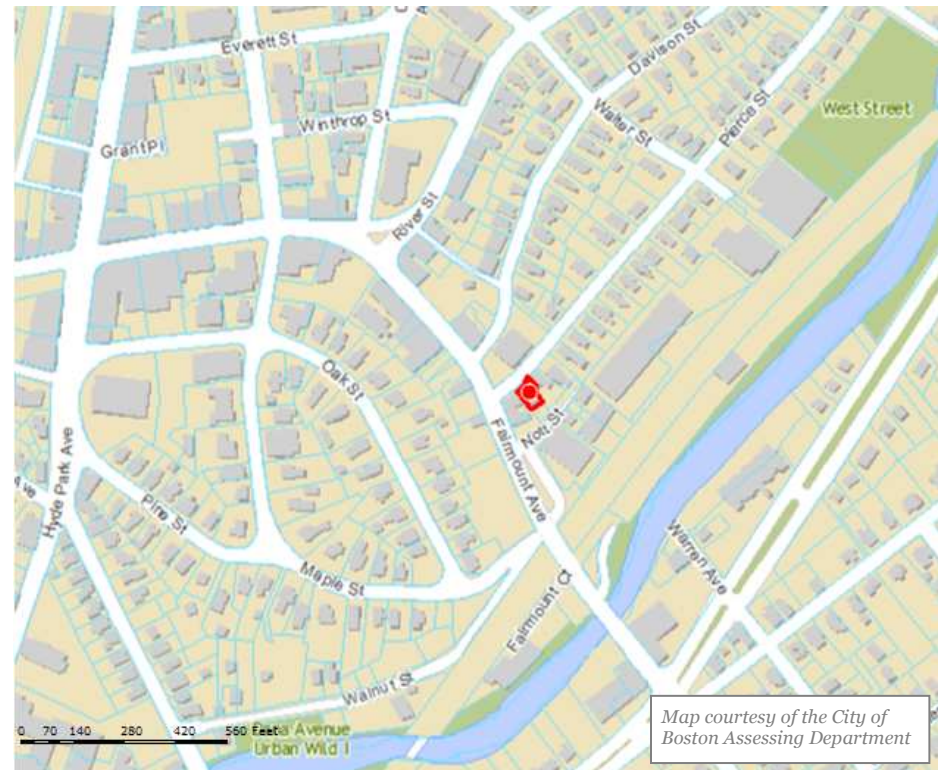 Everett St
Davison St
Winthrop St
Walter St
Pierce St
West Street
Grant Pl
River St
Oak St
Nott St
Fairmount Ave
Hyde Park Ave
Ave
Pine St
Maple St
Warren Ave
Fairmount Ct
Walnut St
0 70 140 280 420 560 Feet
Avenue
Urban Wild I
Map courtesy of the City of
Boston Assessing Department